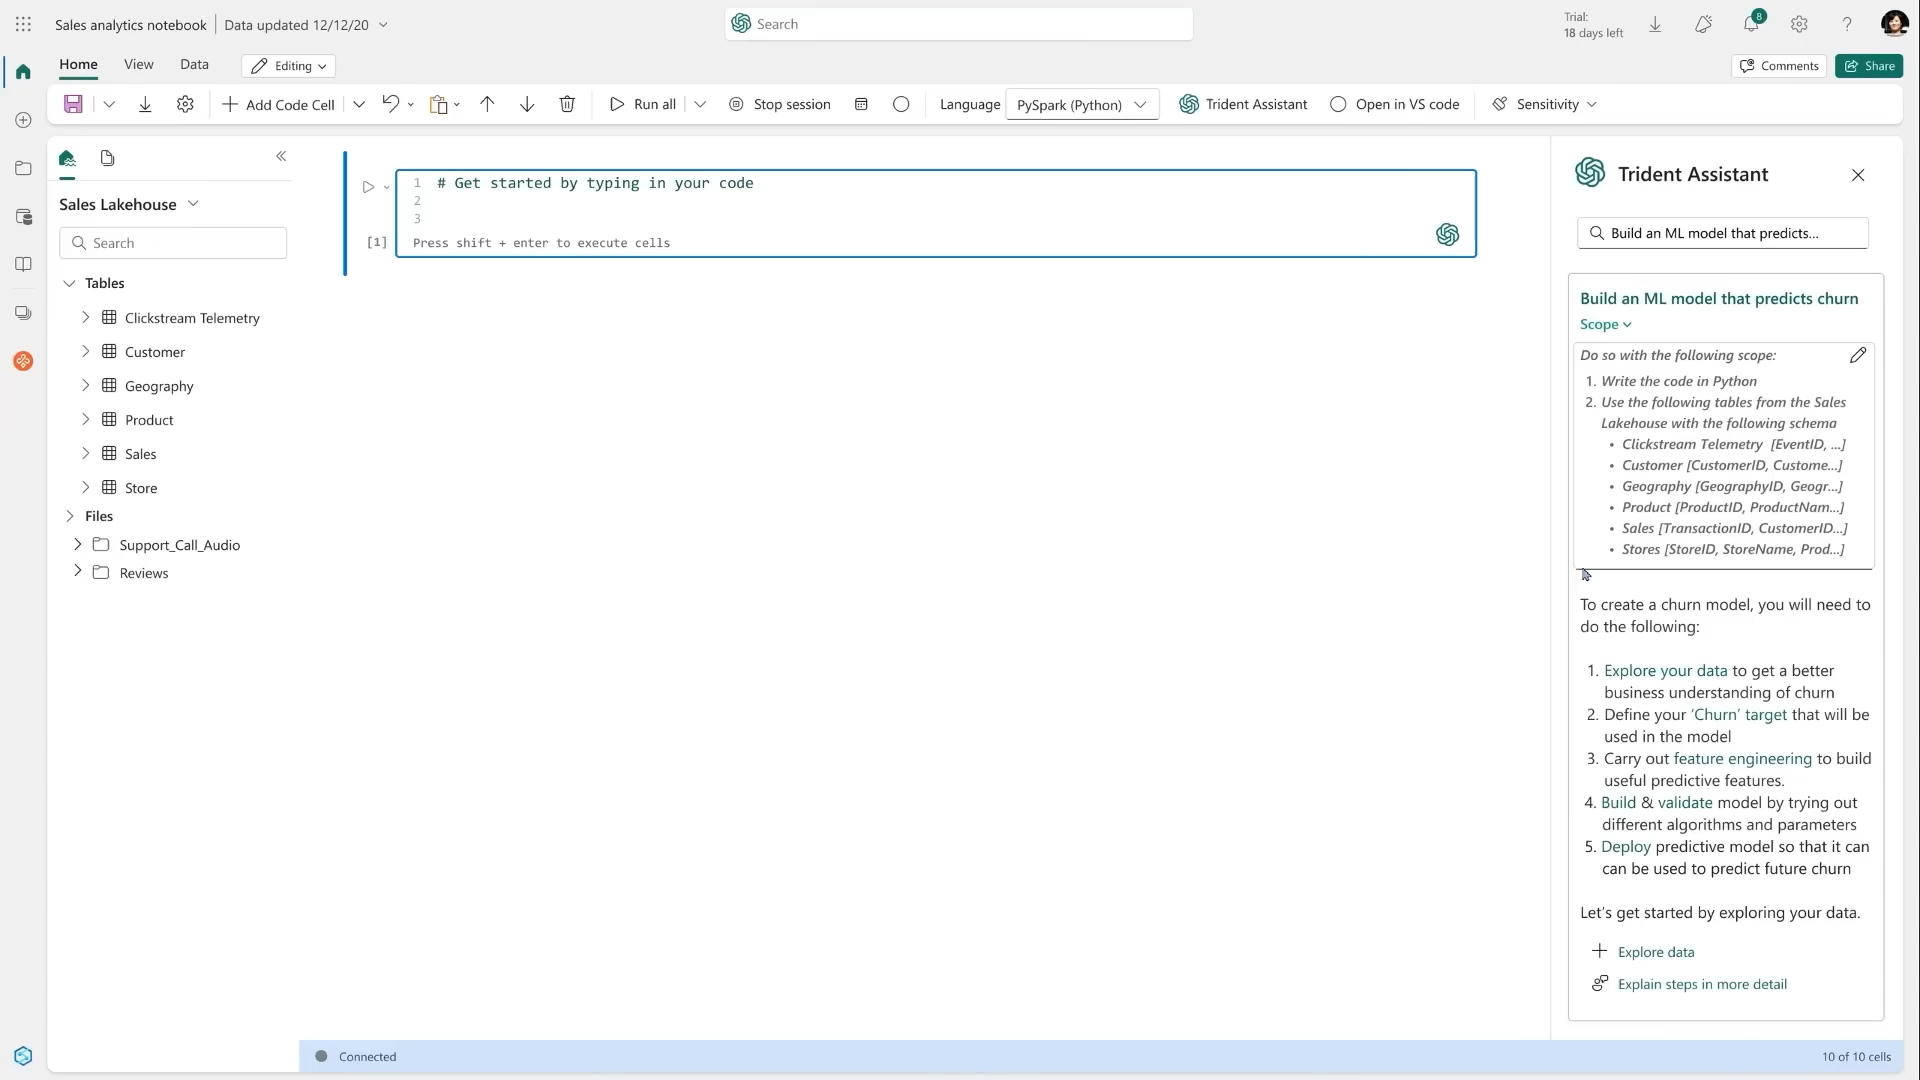 Sales analytics notebook | Data updated 12/12/20
Search
Trial:
18 days left
8
Home View Data Editing
Comments Share
Add Code Cell Run all Stop session Language PySpark (Python) Trident Assistant Open in VS code Sensitivity
Sales Lakehouse
Search
Tables
Clickstream Telemetry
Customer
Geography
Product
Sales
Store
Files
Support_Call_Audio
Reviews
1 # Get started by typing in your code
2
3
[1] Press shift + enter to execute cells
Trident Assistant
Build an ML model that predicts...
Build an ML model that predicts churn
Scope
Do so with the following scope:
1. Write the code in Python
2. Use the following tables from the Sales
Lakehouse with the following schema
• Clickstream Telemetry [EventID, ...]
• Customer [CustomerID, Custome...]
• Geography [GeographyID, Geogr...]
• Product [ProductID, ProductNam...]
• Sales [TransactionID, CustomerID...]
• Stores [StoreID, StoreName, Prod...]
To create a churn model, you will need to
do the following:
1. Explore your data to get a better
business understanding of churn
2. Define your ‘Churn’ target that will be
used in the model
3. Carry out feature engineering to build
useful predictive features.
4. Build & validate model by trying out
different algorithms and parameters
5. Deploy predictive model so that it can
can be used to predict future churn
Let’s get started by exploring your data.
Explore data
Explain steps in more detail
Connected
10 of 10 cells